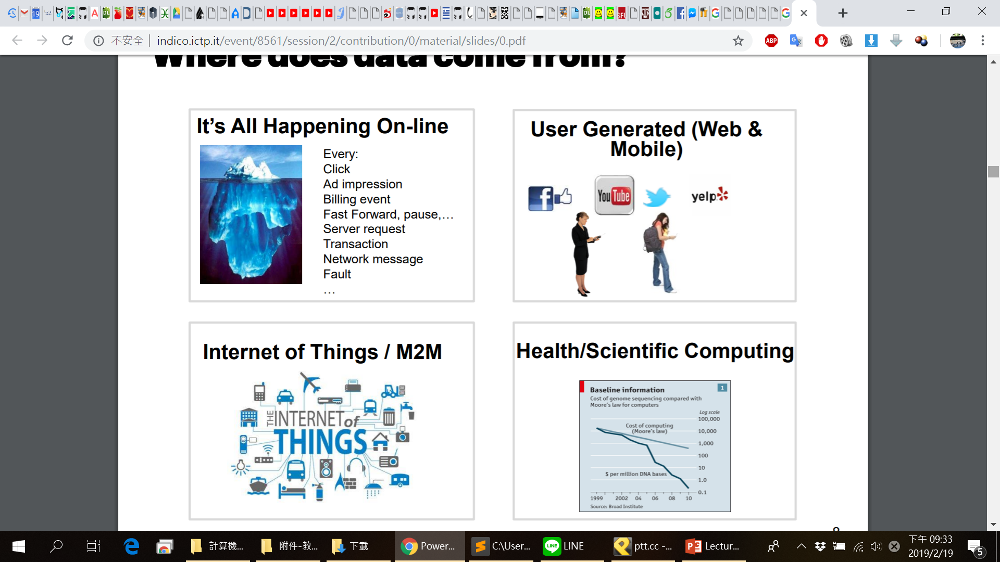 不安全
indico.ictp.it/event/8561/session/2/contribution/0/material/slides/0.pdf
ABP
Where does data come from?
It's All Happening On-line
Every:
Click
Ad impression
Billing event
Fast Forward, pause,…
Server request
Transaction
Network message
Fault
…
User Generated (Web &
Mobile)
f
YouTube
yelp
Internet of Things / M2M
THE INTERNET of
THINGS
Health/Scientific Computing
Baseline information
1
Cost of genome sequencing compared with
Moore's law for computers
Log scale
100,000
Cost of computing
(Moore's law)
10,000
1,000
100
10
$ per million DNA bases
1.0
0.1
1999 2002 04 06 08 10
Source: Broad Institute
計算機...
附件-教...
下載
Power...
C:\User...
LINE
LINE
ptt.cc -...
Lectur...
下午 09:33
2019/2/19
5